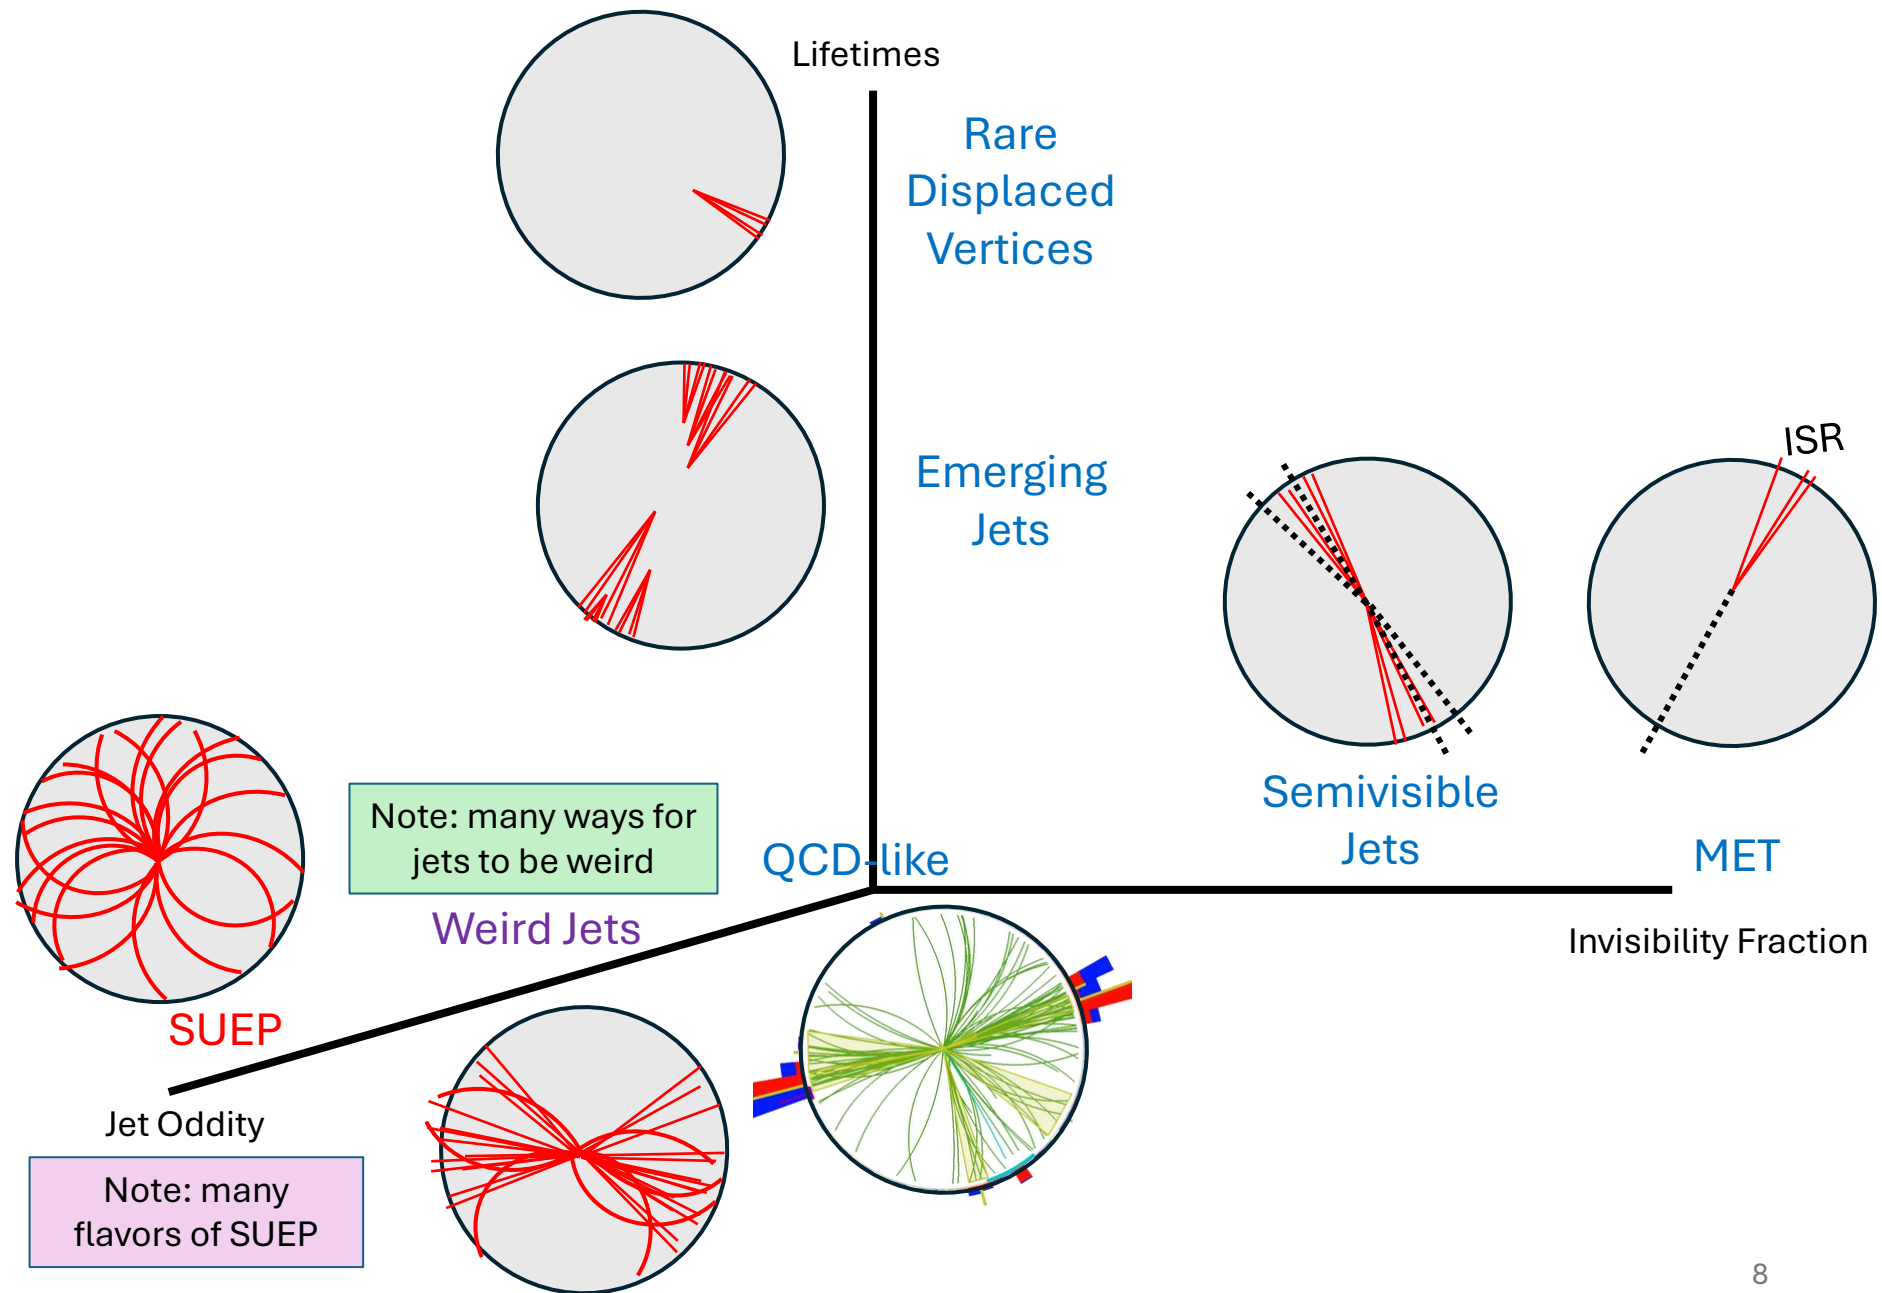 Lifetimes
Rare
Displaced
Vertices
Emerging
Jets
ISR
Semivisible
Jets
MET
Invisibility Fraction
QCD-like
Note: many ways for
jets to be weird
Weird Jets
SUEP
Jet Oddity
Note: many
flavors of SUEP
8